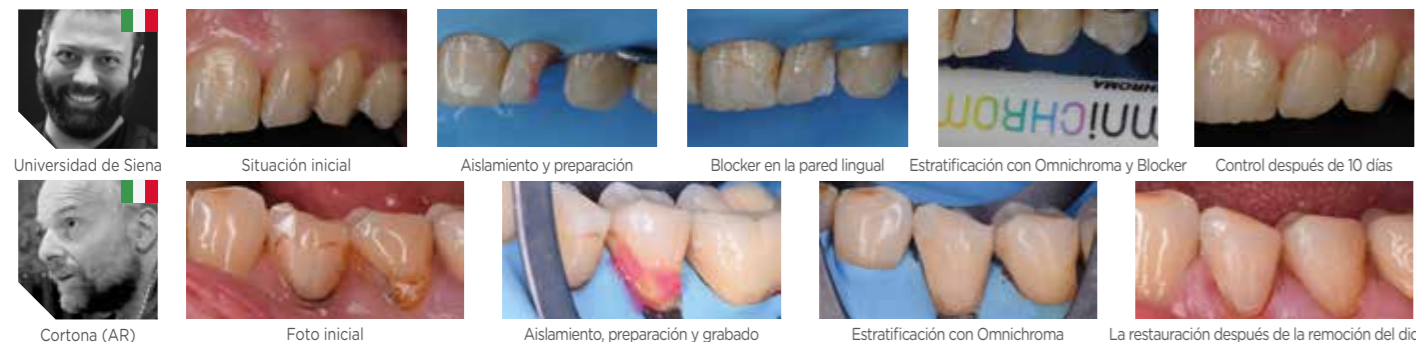 Universidad de Siena
Situación inicial
Aislamiento y preparación
Blocker en la pared lingual
OMNICHROM
Estratificación con Omnichroma y Blocker
Control después de 10 días
Cortona (AR)
Foto inicial
Aislamiento, preparación y grabado
Estratificación con Omnichroma
La restauración después de la remoción del